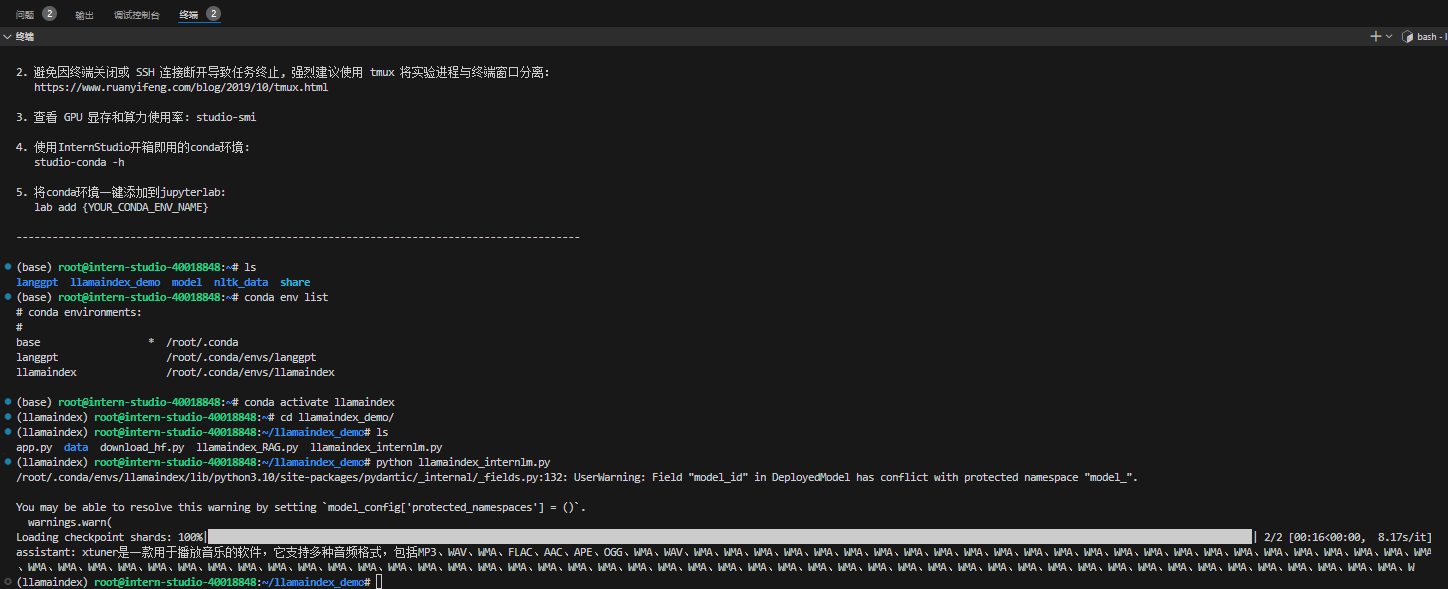 问题 2 输出 调试控制台 终端 2
终端 bash - I
2. 避免因终端关闭或 SSH 连接断开导致任务终止, 强烈建议使用 tmux 将实验进程与终端窗口分离:
https://www.ruanyifeng.com/blog/2019/10/tmux.html
3. 查看 GPU 显存和算力使用率: studio-smi
4. 使用InternStudio开箱即用的conda环境:
studio-conda -h
5. 将conda环境一键添加到jupyterlab:
lab add {YOUR_CONDA_ENV_NAME}
----------------------------------------------------------------------------------------------
(base) root@intern-studio-40018848:~# ls
langgpt llamaindex_demo model nltk_data share
(base) root@intern-studio-40018848:~# conda env list
# conda environments:
#
base * /root/.conda
langgpt /root/.conda/envs/langgpt
llamaindex /root/.conda/envs/llamaindex
(base) root@intern-studio-40018848:~# conda activate llamaindex
(llamaindex) root@intern-studio-40018848:~# cd llamaindex_demo/
(llamaindex) root@intern-studio-40018848:~/llamaindex_demo# ls
app.py data download_hf.py llamaindex_RAG.py llamaindex_internlm.py
(llamaindex) root@intern-studio-40018848:~/llamaindex_demo# python llamaindex_internlm.py
/root/.conda/envs/llamaindex/lib/python3.10/site-packages/pydantic/_internal/_fields.py:132: UserWarning: Field "model_id" in DeployedModel has conflict with protected namespace "model_".
You may be able to resolve this warning by setting `model_config['protected_namespaces'] = ()`.
warnings.warn(
Loading checkpoint shards: 100%| | 2/2 [00:16<00:00, 8.17s/it]
assistant: xtuner是一款用于播放音乐的软件，它支持多种音频格式，包括MP3、WAV、WMA、FLAC、AAC、APE、OGG、WMA、WAV、WMA、WMA、WMA、WMA、WMA、WMA、WMA、WMA、WMA、WMA、WMA、WMA、WMA、WMA、WMA、WMA、WMA、WMA、WMA、WMA、WMA、WMA、WMA、WMA、WMA
、WMA、WMA、WMA、WMA、WMA、WMA、WMA、WMA、WMA、WMA、WMA、WMA、WMA、WMA、WMA、WMA、WMA、WMA、WMA、WMA、WMA、WMA、WMA、WMA、WMA、WMA、WMA、WMA、WMA、WMA、WMA、WMA、WMA、WMA、WMA、WMA、WMA、WMA、WMA、WMA、WMA、WMA、WMA、WMA、WMA、WMA、W
(llamaindex) root@intern-studio-40018848:~/llamaindex_demo#